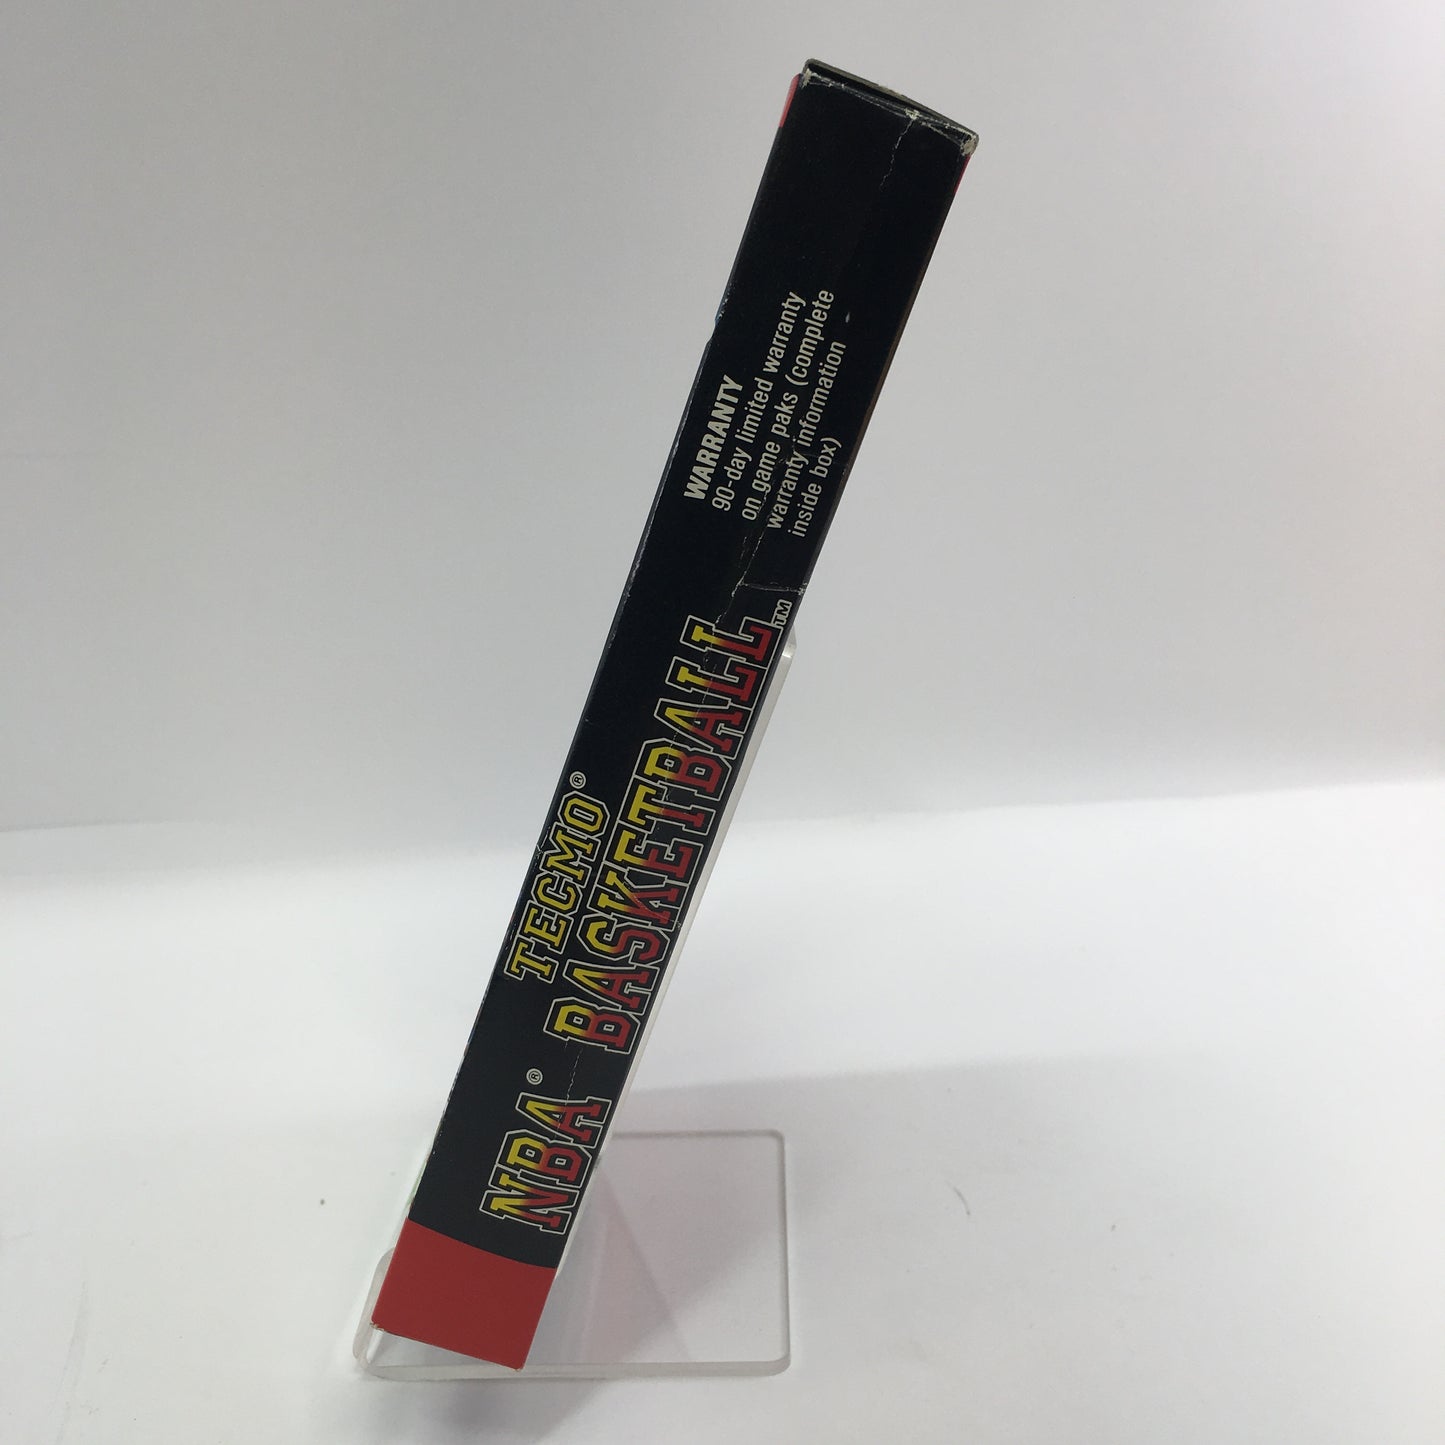 TECMO®
NBA® BASKETBALL™
WARRANTY
90-day limited warranty
on game paks (complete
warranty information
inside box)